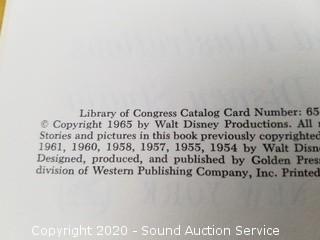 Library of Congress Catalog Card Number: 65
© Copyright 1965 by Walt Disney Productions. All
Stories and pictures in this book previously copyrighted
1961, 1960, 1958, 1957, 1955, 1954 by Walt Disn
Designed, produced, and published by Golden Press
division of Western Publishing Company, Inc. Printed
Copyright 2020 - Sound Auction Service